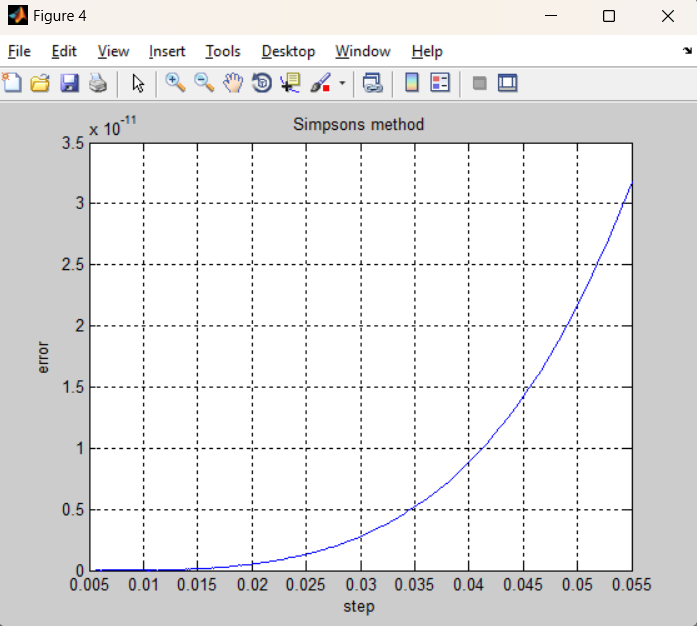 Figure 4
File Edit View Insert Tools Desktop Window Help
x 10^-11
Simpsons method
3.5
3
2.5
2
1.5
1
0.5
0
error
0.005 0.01 0.015 0.02 0.025 0.03 0.035 0.04 0.045 0.05 0.055
step